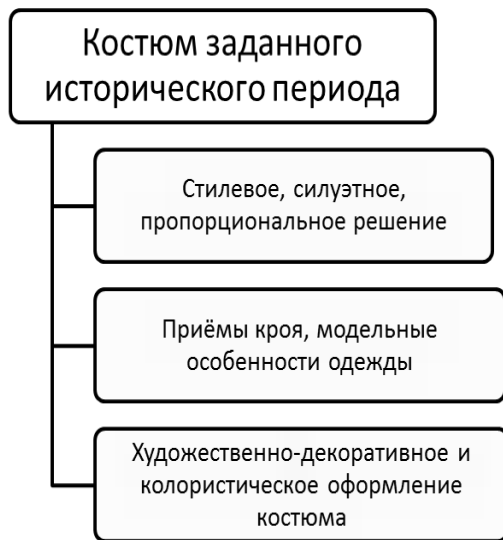 Костюм заданного
исторического периода
Стилевое, силуэтное,
пропорциональное решение
Приёмы кроя, модельные
особенности одежды
Художественно-декоративное и
колористическое оформление
костюма